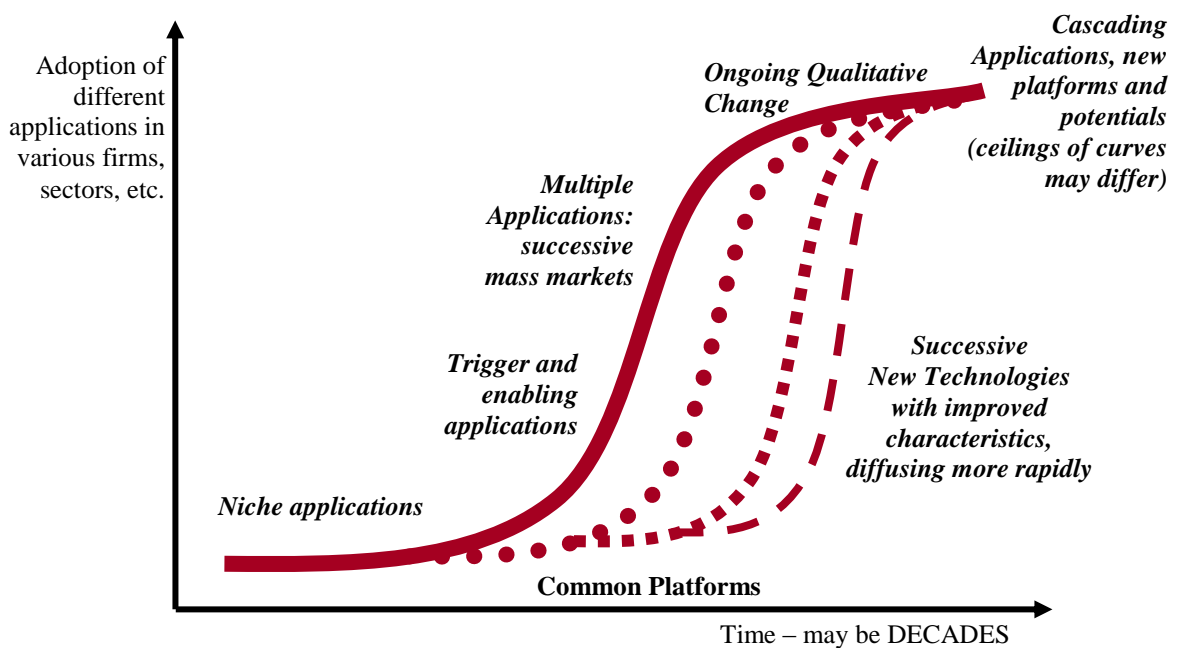 Adoption of
different
applications in
various firms,
sectors, etc.
Cascading
Applications, new
platforms and
potentials
(ceilings of curves
may differ)
Ongoing Qualitative
Change
Multiple
Applications:
successive
mass markets
Trigger and
enabling
applications
Successive
New Technologies
with improved
characteristics,
diffusing more rapidly
Niche applications
Common Platforms
Time – may be DECADES